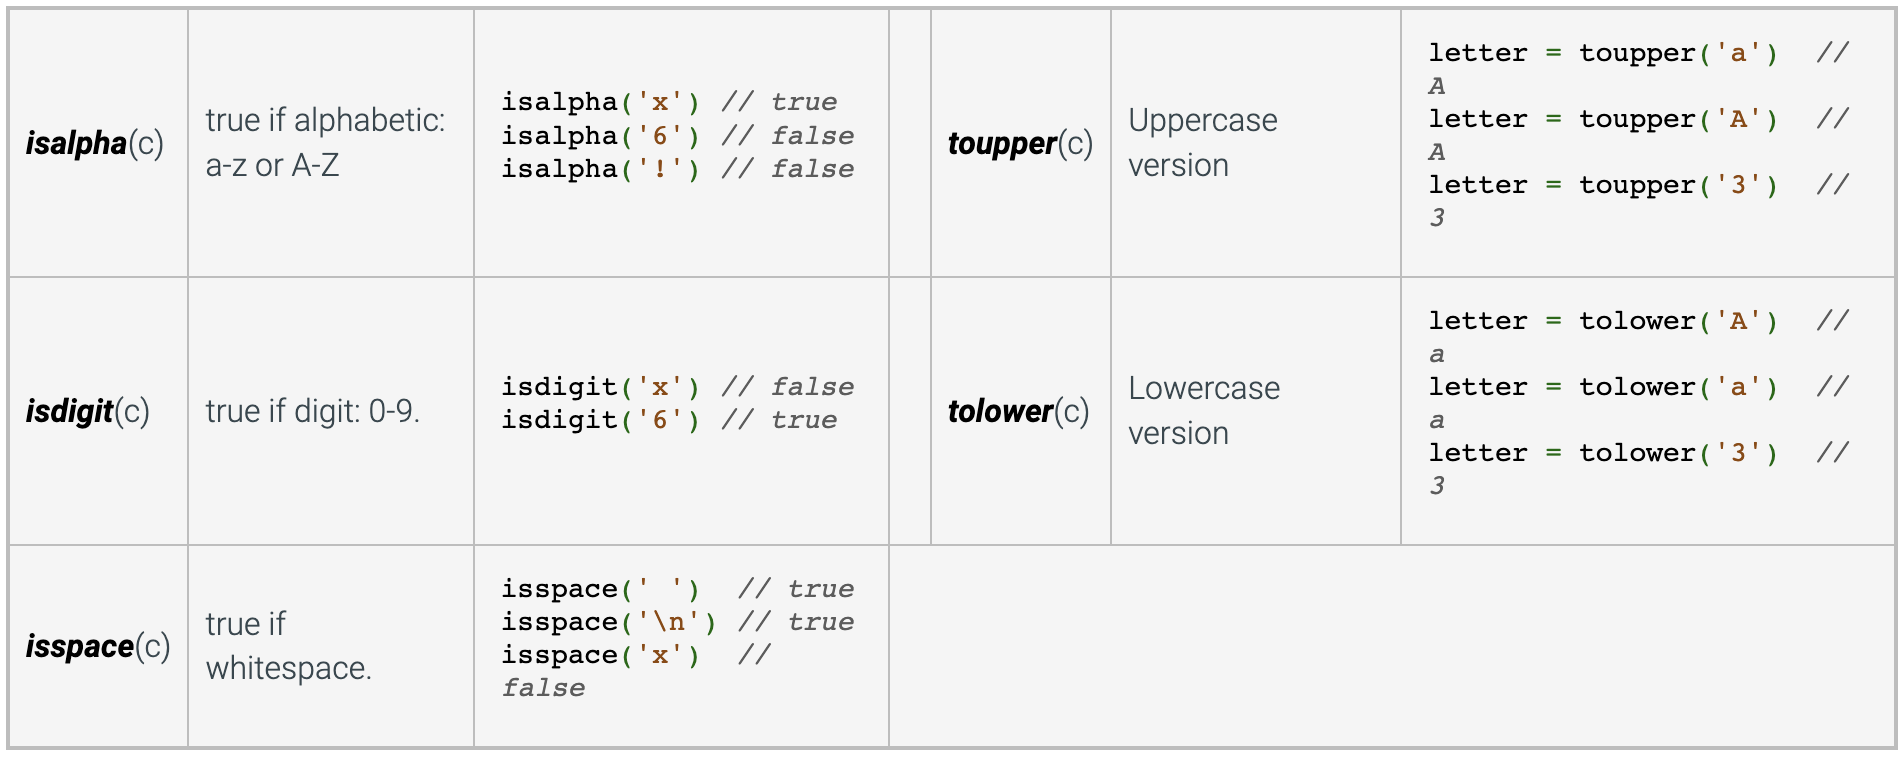 isalpha(c)
true if alphabetic:
a-z or A-Z
isalpha('x') // true
isalpha('6') // false
isalpha('!') // false
toupper(c)
Uppercase
version
letter = toupper('a')  //
A
letter = toupper('A')  //
A
letter = toupper('3')  //
3
isdigit(c)
true if digit: 0-9.
isdigit('x') // false
isdigit('6') // true
tolower(c)
Lowercase
version
letter = tolower('A')  //
a
letter = tolower('a')  //
a
letter = tolower('3')  //
3
isspace(c)
true if
whitespace.
isspace(' ')  // true
isspace('\n') // true
isspace('x')  //
false